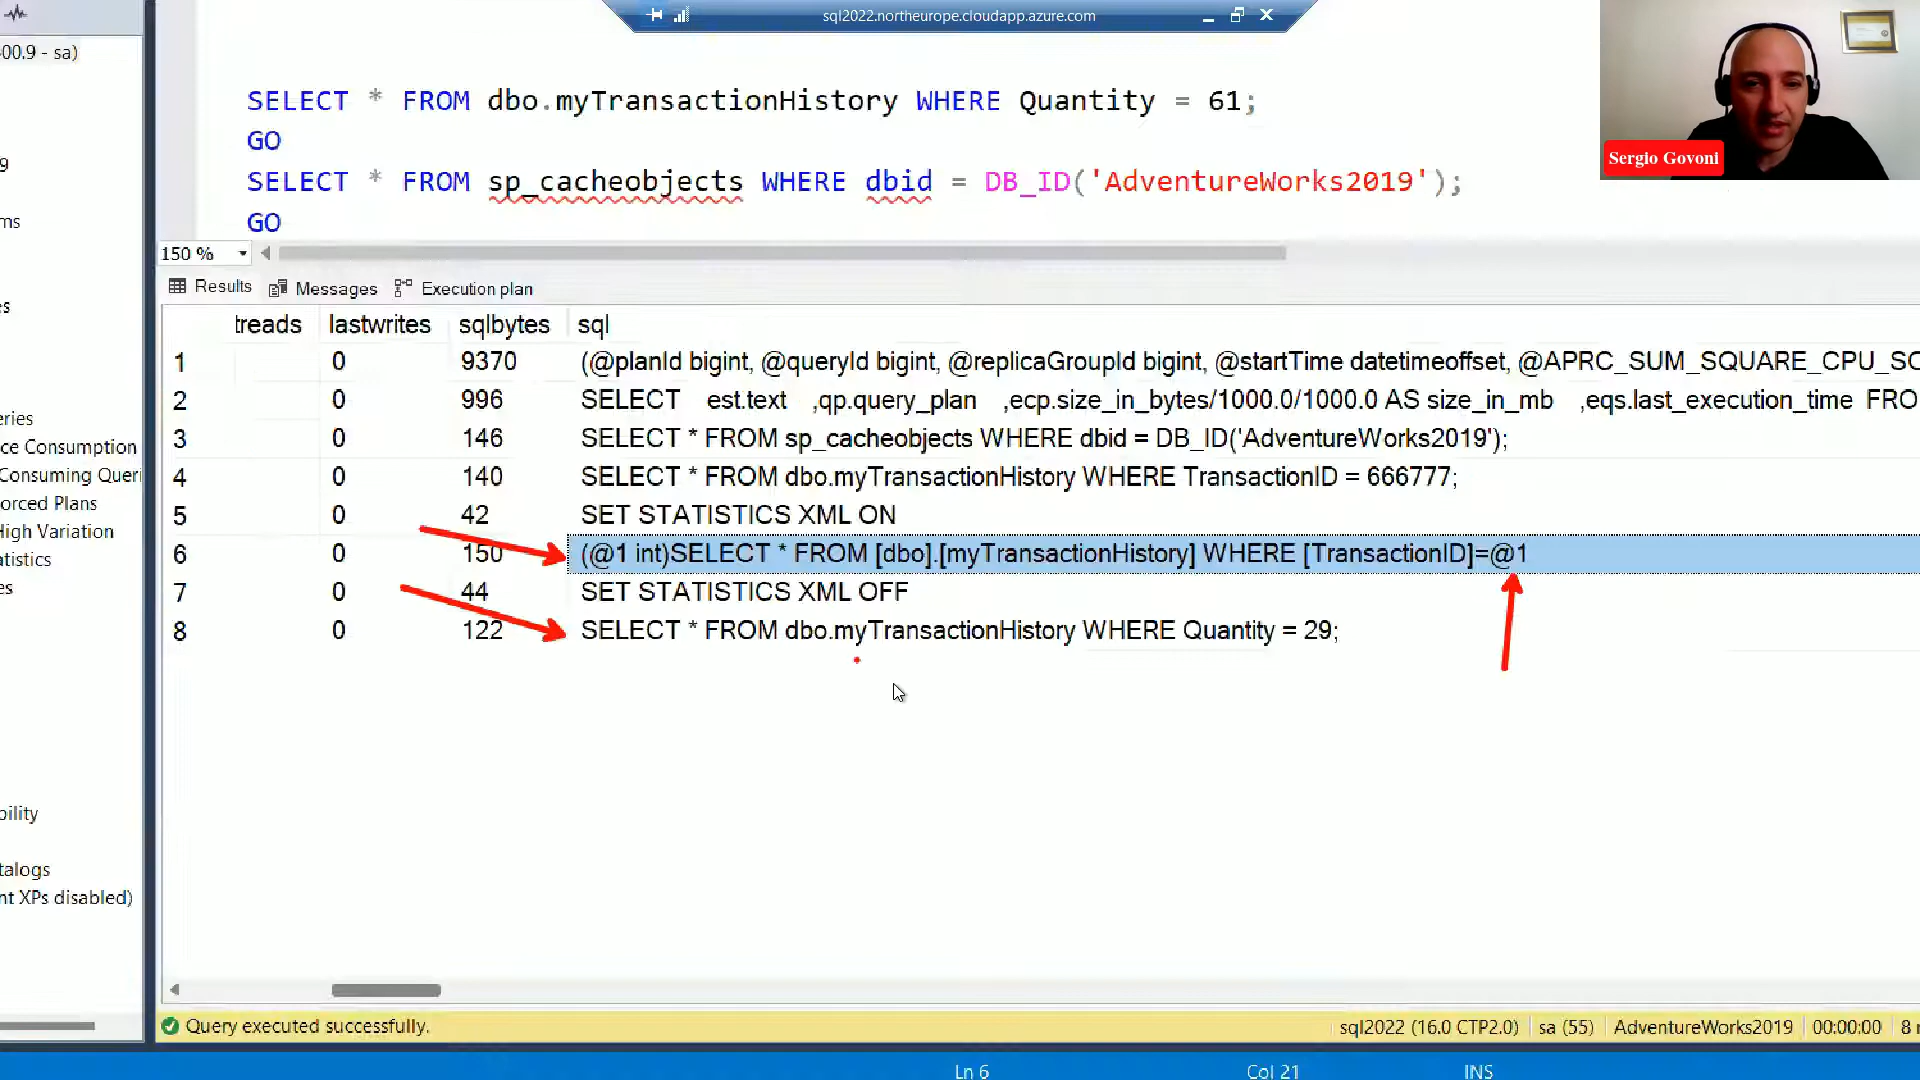 sql2022.northeurope.cloudapp.azure.com
00.9 - sa)
SELECT * FROM dbo.myTransactionHistory WHERE Quantity = 61;
GO
SELECT * FROM sp_cacheobjects WHERE dbid = DB_ID('AdventureWorks2019');
GO
Sergio Govoni
150 %
Results Messages Execution plan
treads lastwrites sqlbytes sql
1 0 9370 (@planId bigint, @queryId bigint, @replicaGroupId bigint, @startTime datetimeoffset, @APRC_SUM_SQUARE_CPU_SC
2 0 996 SELECT est.text ,qp.query_plan ,ecp.size_in_bytes/1000.0/1000.0 AS size_in_mb ,eqs.last_execution_time FRO
3 0 146 SELECT * FROM sp_cacheobjects WHERE dbid = DB_ID('AdventureWorks2019');
4 0 140 SELECT * FROM dbo.myTransactionHistory WHERE TransactionID = 666777;
5 0 42 SET STATISTICS XML ON
6 0 150 (@1 int)SELECT * FROM [dbo].[myTransactionHistory] WHERE [TransactionID]=@1
7 0 44 SET STATISTICS XML OFF
8 0 122 SELECT * FROM dbo.myTransactionHistory WHERE Quantity = 29;
9
ms
es
s
eries
ce Consumption
Consuming Queri
orced Plans
High Variation
atistics
es
bility
talogs
nt XPs disabled)
Query executed successfully.
sql2022 (16.0 CTP2.0) sa (55) AdventureWorks2019 00:00:00 8 r
Ln 6 Col 21 INS